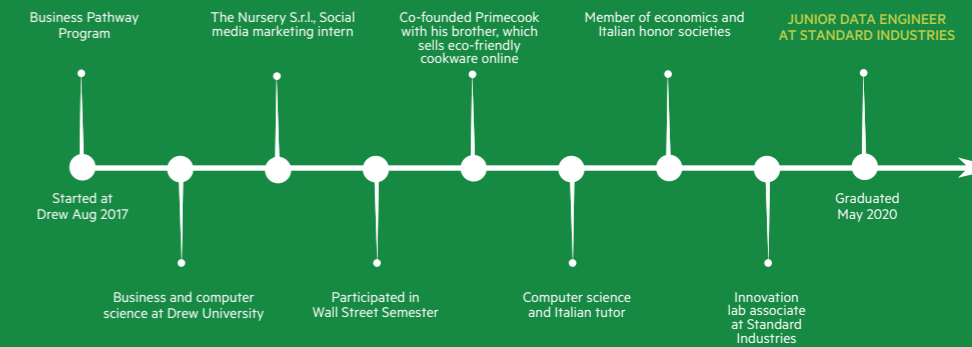 Business Pathway
Program
The Nursery S.r.l., Social
media marketing intern
Co-founded Primecook
with his brother, which
sells eco-friendly
cookware online
Member of economics and
Italian honor societies
JUNIOR DATA ENGINEER
AT STANDARD INDUSTRIES
Started at
Drew Aug 2017
Graduated
May 2020
Business and computer
science at Drew University
Participated in
Wall Street Semester
Computer science
and Italian tutor
Innovation
lab associate
at Standard
Industries